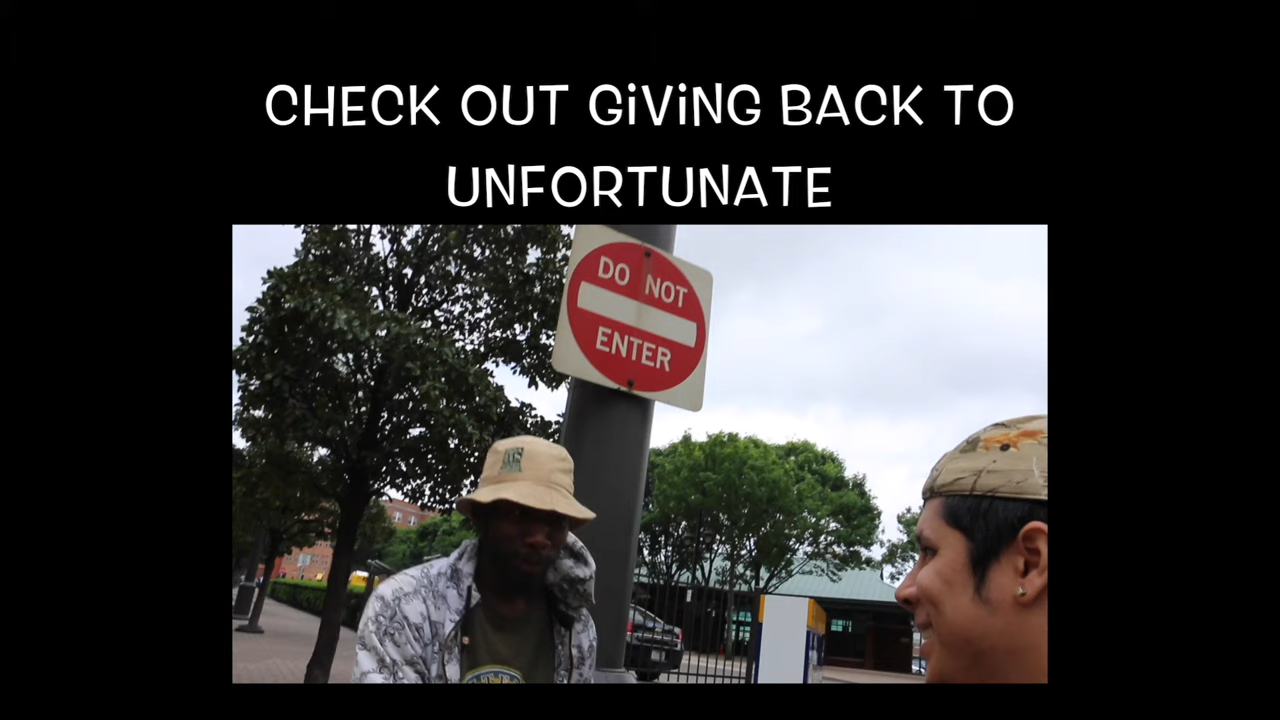 CHECK OUT GiViNG BACK TO
UNFORTUNATE
DO NOT
ENTER